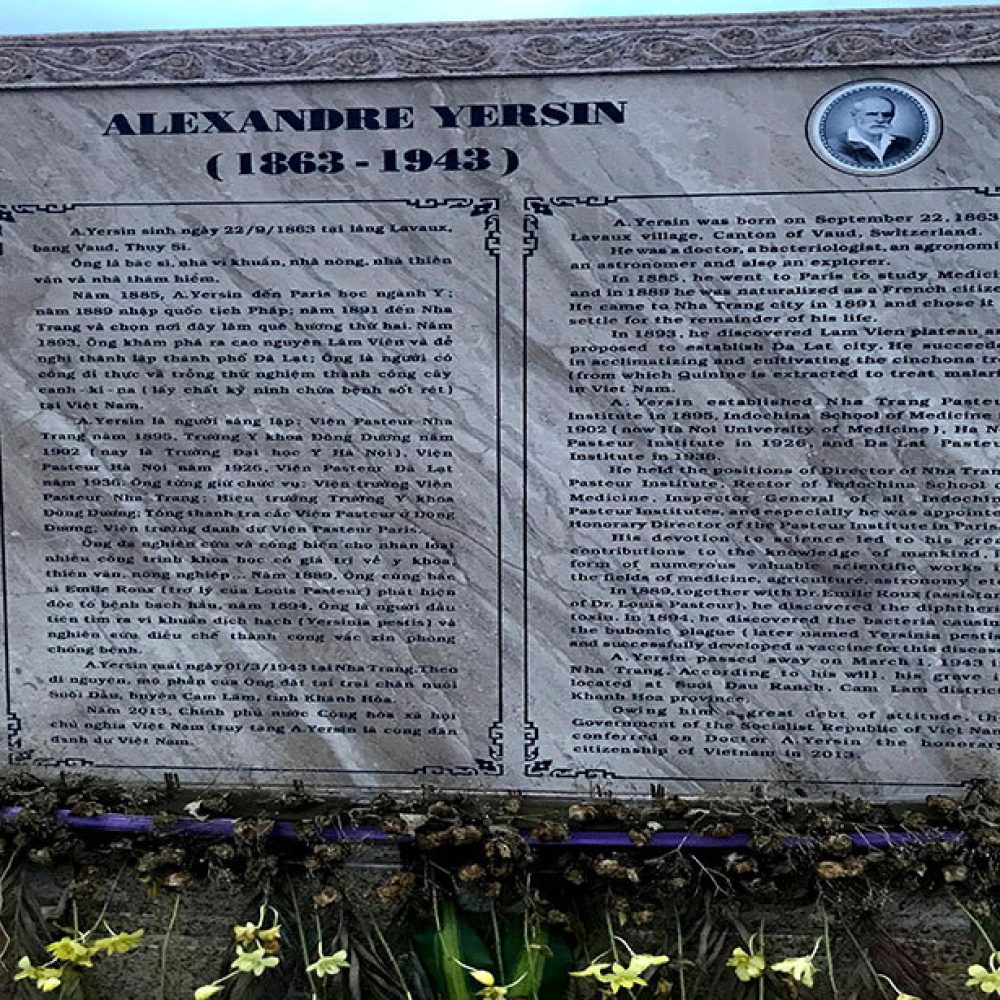 ALEXANDRE YERSIN
( 1863 - 1943 )
A.Yersin sinh ngày 22/9/1863 tại làng Lavaux,
bang Vaud, Thụy Sĩ.
Ông là bác sĩ, nhà vi khuẩn, nhà nông, nhà thiên
văn và nhà thám hiểm.
Năm 1885, A.Yersin đến Paris học ngành Y ;
năm 1889 nhập quốc tịch Pháp; năm 1891 đến Nha
Trang và chọn nơi đây làm quê hương thứ hai. Năm
1893, Ông khám phá ra cao nguyên Lâm Viên và đề
nghị thành lập thành phố Đà Lạt; Ông là người có
công di thực và trồng thử nghiệm thành công cây
canh - ki - na ( lấy chất ký ninh chữa bệnh sốt rét )
tại Việt Nam.
A.Yersin là người sáng lập: Viện Pasteur Nha
Trang năm 1895, Trường Y khoa Đông Dương năm
1902 ( nay là Trường Đại học Y Hà Nội), Viện
Pasteur Hà Nội năm 1926, Viện Pasteur Đà Lạt
năm 1936. Ông từng giữ chức vụ: Viện trưởng Viện
Pasteur Nha Trang; Hiệu trưởng Trường Y khoa
Đông Dương; Tổng thanh tra các Viện Pasteur ở Đông
Dương; Viện trưởng danh dự Viện Pasteur Paris.
Ông đã nghiên cứu và cống hiến cho nhân loại
nhiều công trình khoa học có giá trị về y khoa,
thiên văn, nông nghiệp... Năm 1889, Ông cùng bác
sĩ Emile Roux (trợ lý của Louis Pasteur) phát hiện
độc tố bệnh bạch hầu, năm 1894, Ông là người đầu
tiên tìm ra vi khuẩn dịch hạch (Yersinia pestis) và
nghiên cứu điều chế thành công vắc xin phòng
chống bệnh.
A.Yersin mất ngày 01/3/1943 tại Nha Trang. Theo
di nguyện, mộ phần của Ông đặt tại trại chăn nuôi
Suối Dầu, huyện Cam Lâm, tỉnh Khánh Hòa.
Năm 2013, Chính phủ nước Cộng hòa xã hội
chủ nghĩa Việt Nam truy tặng A.Yersin là công dân
danh dự Việt Nam.
A.Yersin was born on September 22, 1863
Lavaux village, Canton of Vaud, Switzerland.
He was a doctor, a bacteriologist, an agronomi
an astronomer and also an explorer.
In 1885, he went to Paris to study Medici
and in 1889 he was naturalized as a French citize
He came to Nha Trang city in 1891 and chose it
settle for the remainder of his life.
In 1893, he discovered Lam Vien plateau a
proposed to establish Da Lat city. He succeede
in acclimatizing and cultivating the cinchona tr
(from which Quinine is extracted to treat malari
in Viet Nam.
A. Yersin established Nha Trang Paste
Institute in 1895, Indochina School of Medicine
1902 ( now Ha Noi University of Medicine ), Ha N
Pasteur Institute in 1926, and Da Lat Paste
Institute in 1936.
He held the positions of Director of Nha Tran
Pasteur Institute, Rector of Indochina School
Medicine, Inspector General of all Indochin
Pasteur Institutes, and especially he was appoint
Honorary Director of the Pasteur Institute in Paris
His devotion to science led to his grea
contributions to the knowledge of mankind,
form of numerous valuable scientific works i
the fields of medicine, agriculture, astronomy et
In 1889, together with Dr. Emile Roux (assistan
of Dr. Louis Pasteur), he discovered the diphther
toxin. In 1894, he discovered the bacteria causin
the bubonic plague ( later named Yersinia pesti
and successfully developed a vaccine for this diseas
A.Yersin passed away on March 1, 1943 i
Nha Trang. According to his will, his grave i
located at Suoi Dau Ranch, Cam Lam distric
Khanh Hoa province.
Owing him a great debt of attitude, th
Government of the Socialist Republic of Viet Nam
conferred on Doctor A.Yersin the honorar
citizenship of Vietnam in 2013.